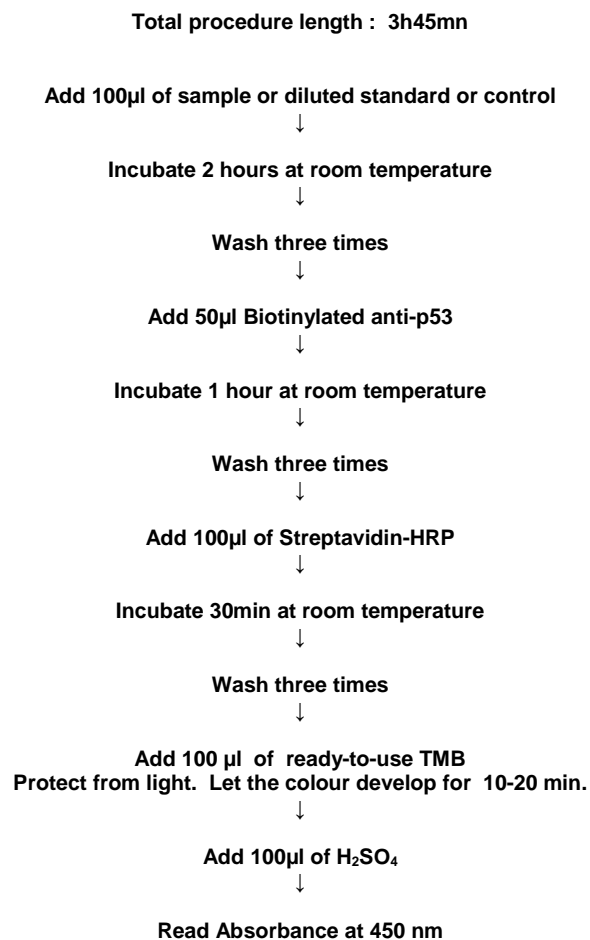 Total procedure length : 3h45mn
Add 100µl of sample or diluted standard or control
↓
Incubate 2 hours at room temperature
↓
Wash three times
↓
Add 50µl Biotinylated anti-p53
↓
Incubate 1 hour at room temperature
↓
Wash three times
↓
Add 100µl of Streptavidin-HRP
↓
Incubate 30min at room temperature
↓
Wash three times
↓
Add 100 µl of ready-to-use TMB
Protect from light. Let the colour develop for 10-20 min.
↓
Add 100µl of H₂SO₄
↓
Read Absorbance at 450 nm